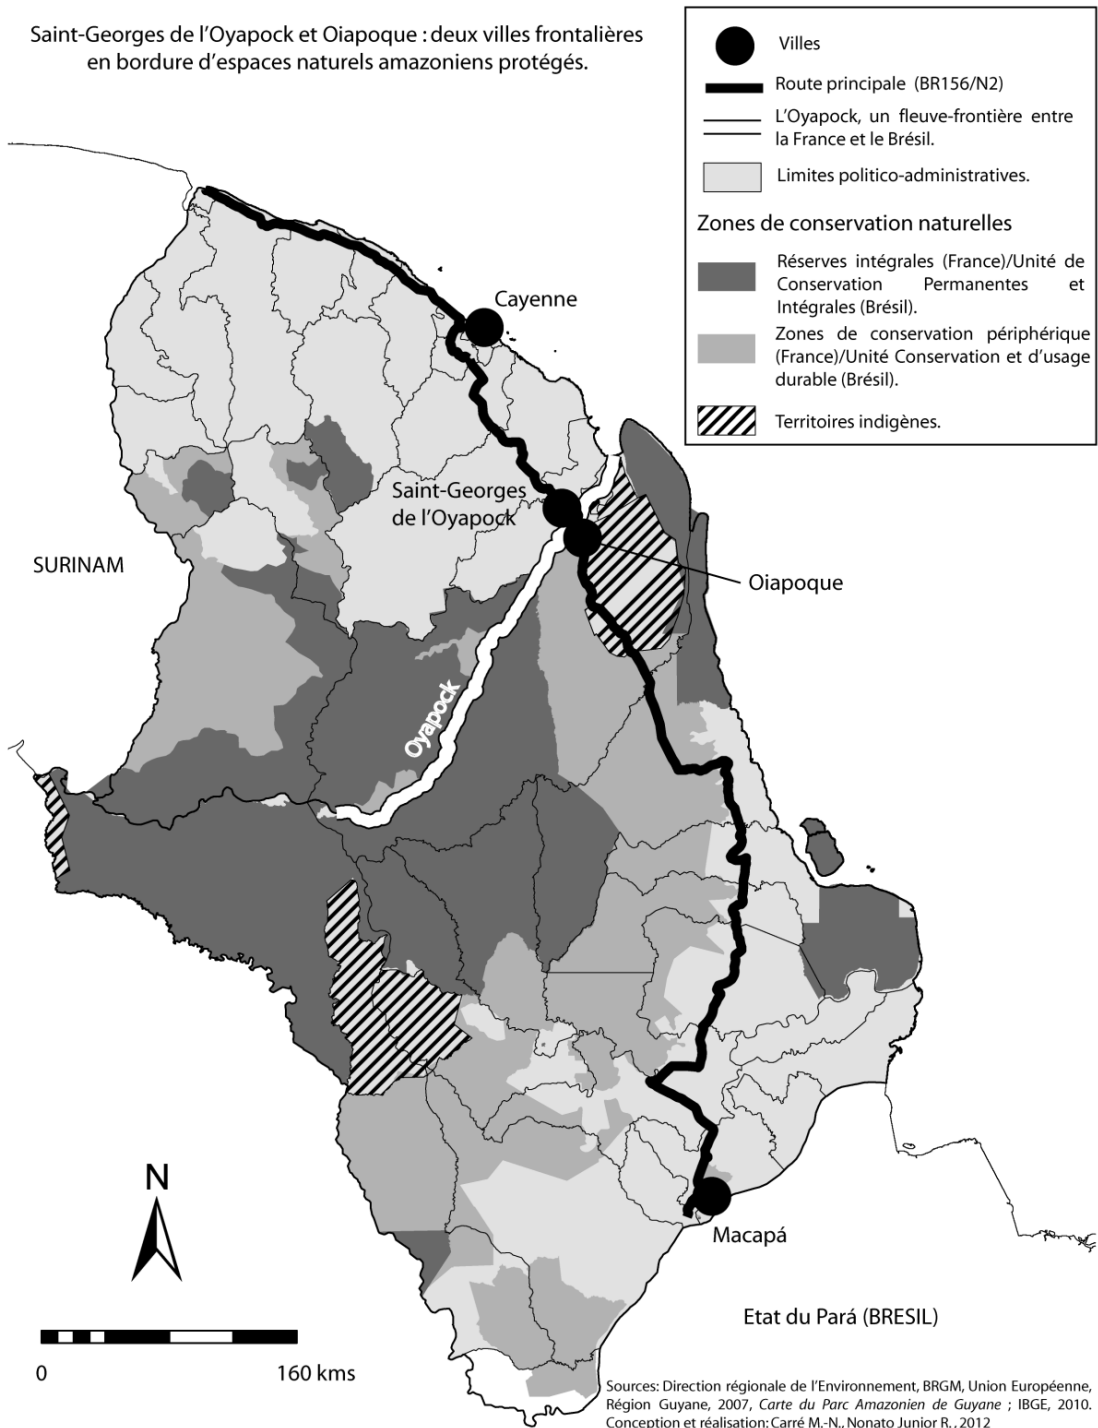 Saint-Georges de l'Oyapock et Oiapoque : deux villes frontalières
en bordure d'espaces naturels amazoniens protégés.
Villes
Route principale (BR156/N2)
L'Oyapock, un fleuve-frontière entre
la France et le Brésil.
Limites politico-administratives.
Zones de conservation naturelles
Réserves intégrales (France)/Unité de
Conservation Permanentes et
Intégrales (Brésil).
Zones de conservation périphérique
(France)/Unité Conservation et d'usage
durable (Brésil).
Territoires indigènes.
Cayenne
Saint-Georges
de l'Oyapock
SURINAM
Oiapoque
Oyapock
N
Macapá
Etat du Pará (BRESIL)
0 160 kms
Sources: Direction régionale de l'Environnement, BRGM, Union Européenne,
Région Guyane, 2007, Carte du Parc Amazonien de Guyane ; IBGE, 2010.
Conception et réalisation: Carré M.-N., Nonato Junior R., 2012